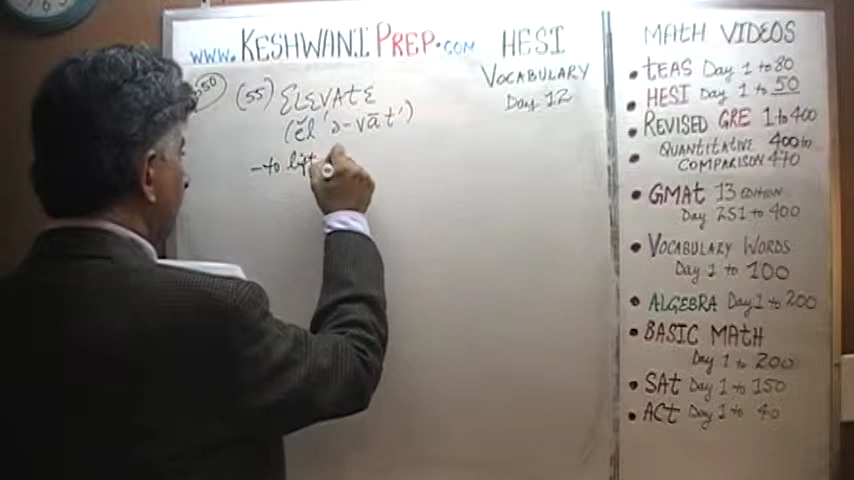 www.KESHWANIPREP.COM
HESI
VOCABULARY
Day 12
50
(55) ELEVATE
(ĕl'ə-vāt')
-to lift
MATH VIDEOS
• TEAS Day 1 to 80
• HESI Day 1 to 50
• REVISED GRE 1 to 400
• QUANTITATIVE 400 to
COMPARISON 470
• GMAT 13 EDITION
Day 251 to 400
• VOCABULARY WORDS
Day 1 to 100
• ALGEBRA Day 1 to 200
• BASIC MATH
Day 1 to 200
• SAT Day 1 to 150
• ACT Day 1 to 40